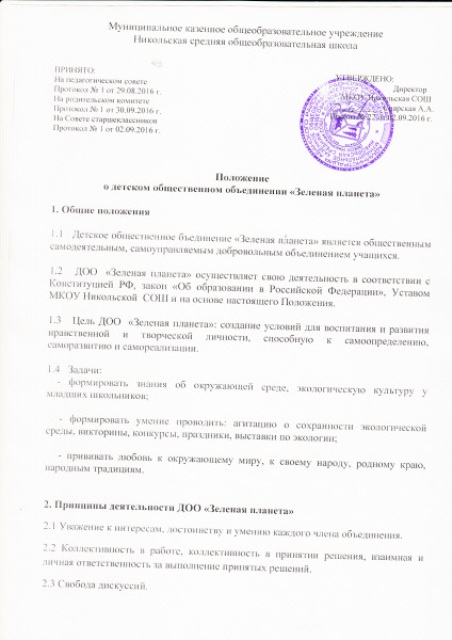 Муниципальное казенное общеобразовательное учреждение
Никольская средняя общеобразовательная школа
ПРИНЯТО:
На педагогическом совете
Протокол № 1 от 29.08.2016 г.
На родительском комитете
Протокол № 1 от 30.09.2016 г.
На Совете старшеклассников
Протокол № 1 от 02.09.2016 г.
УТВЕРЖДЕНО:
Директор
МКОУ Никольская СОШ
А.А.
02.09.2016 г.
Положение
о детском общественном объединении «Зеленая планета»
1. Общие положения
1.1 Детское общественное бъединение «Зеленая планета» является общественным
самодеятельным, самоуправляемым добровольным объединением учащихся.
1.2 ДОО «Зеленая планета» осуществляет свою деятельность в соответствии с
Конституцией РФ, закон «Об образовании в Российской Федерации», Уставом
МКОУ Никольской СОШ и на основе настоящего Положения.
1.3 Цель ДОО «Зеленая планета»: создание условий для воспитания и развития
нравственной и творческой личности, способную к самоопределению,
саморазвитию и самореализации.
1.4 Задачи:
- формировать знания об окружающей среде, экологическую культуру у
младших школьников;
- формировать умение проводить: агитацию о сохранности экологической
среды, викторины, конкурсы, праздники, выставки по экологии;
- прививать любовь к окружающему миру, к своему народу, родному краю,
народным традициям.
2. Принципы деятельности ДОО «Зеленая планета»
2.1 Уважение к интересам, достоинству и умению каждого члена объединения.
2.2 Коллективность в работе, коллективность в принятии решения, взаимная и
личная ответственность за выполнение принятых решений.
2.3 Свобода дискуссий.